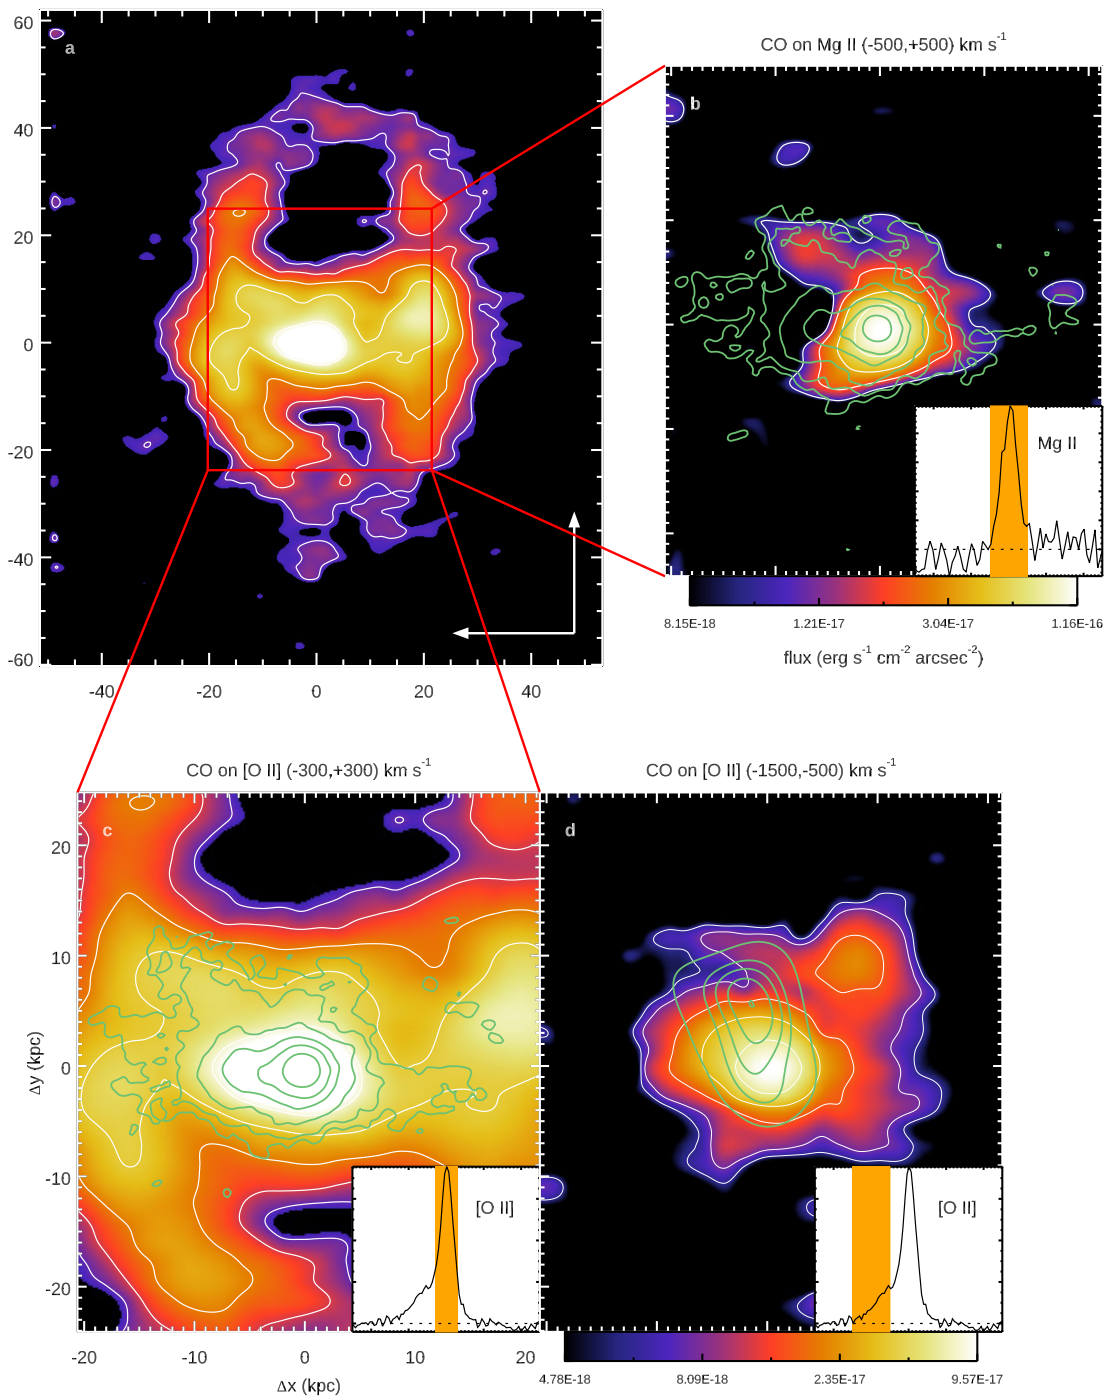 a
60
40
20
0
-20
-40
-60
-40
-20
0
20
40
CO on Mg II (-500,+500) km s-1
b
Mg II
8.15E-18
1.21E-17
3.04E-17
1.16E-16
flux (erg s-1 cm-2 arcsec-2)
CO on [O II] (-300,+300) km s-1
c
20
10
0
-10
-20
Δy (kpc)
[O II]
-20
-10
0
10
20
Δx (kpc)
CO on [O II] (-1500,-500) km s-1
d
[O II]
4.78E-18
8.09E-18
2.35E-17
9.57E-17